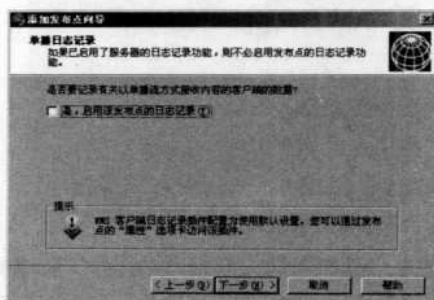 添加发布点向导
单播日志记录
如果已启用了服务器的日志记录功能，则不必启用发布点的日志记录功
能。
是否要记录有关以单播流方式接收内容的客户端的数据?
是，启用该发布点的日志记录(I)
提示
WMS 客户端日志记录插件配置为使用默认设置。您可以通过发布
点的“属性”选项卡访问该插件。
<上一步(B) 下一步(N)> 取消 帮助